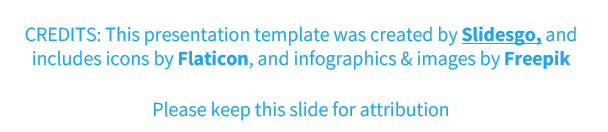 CREDITS: This presentation template was created by Slidesgo, and
includes icons by Flaticon, and infographics & images by Freepik
Please keep this slide for attribution